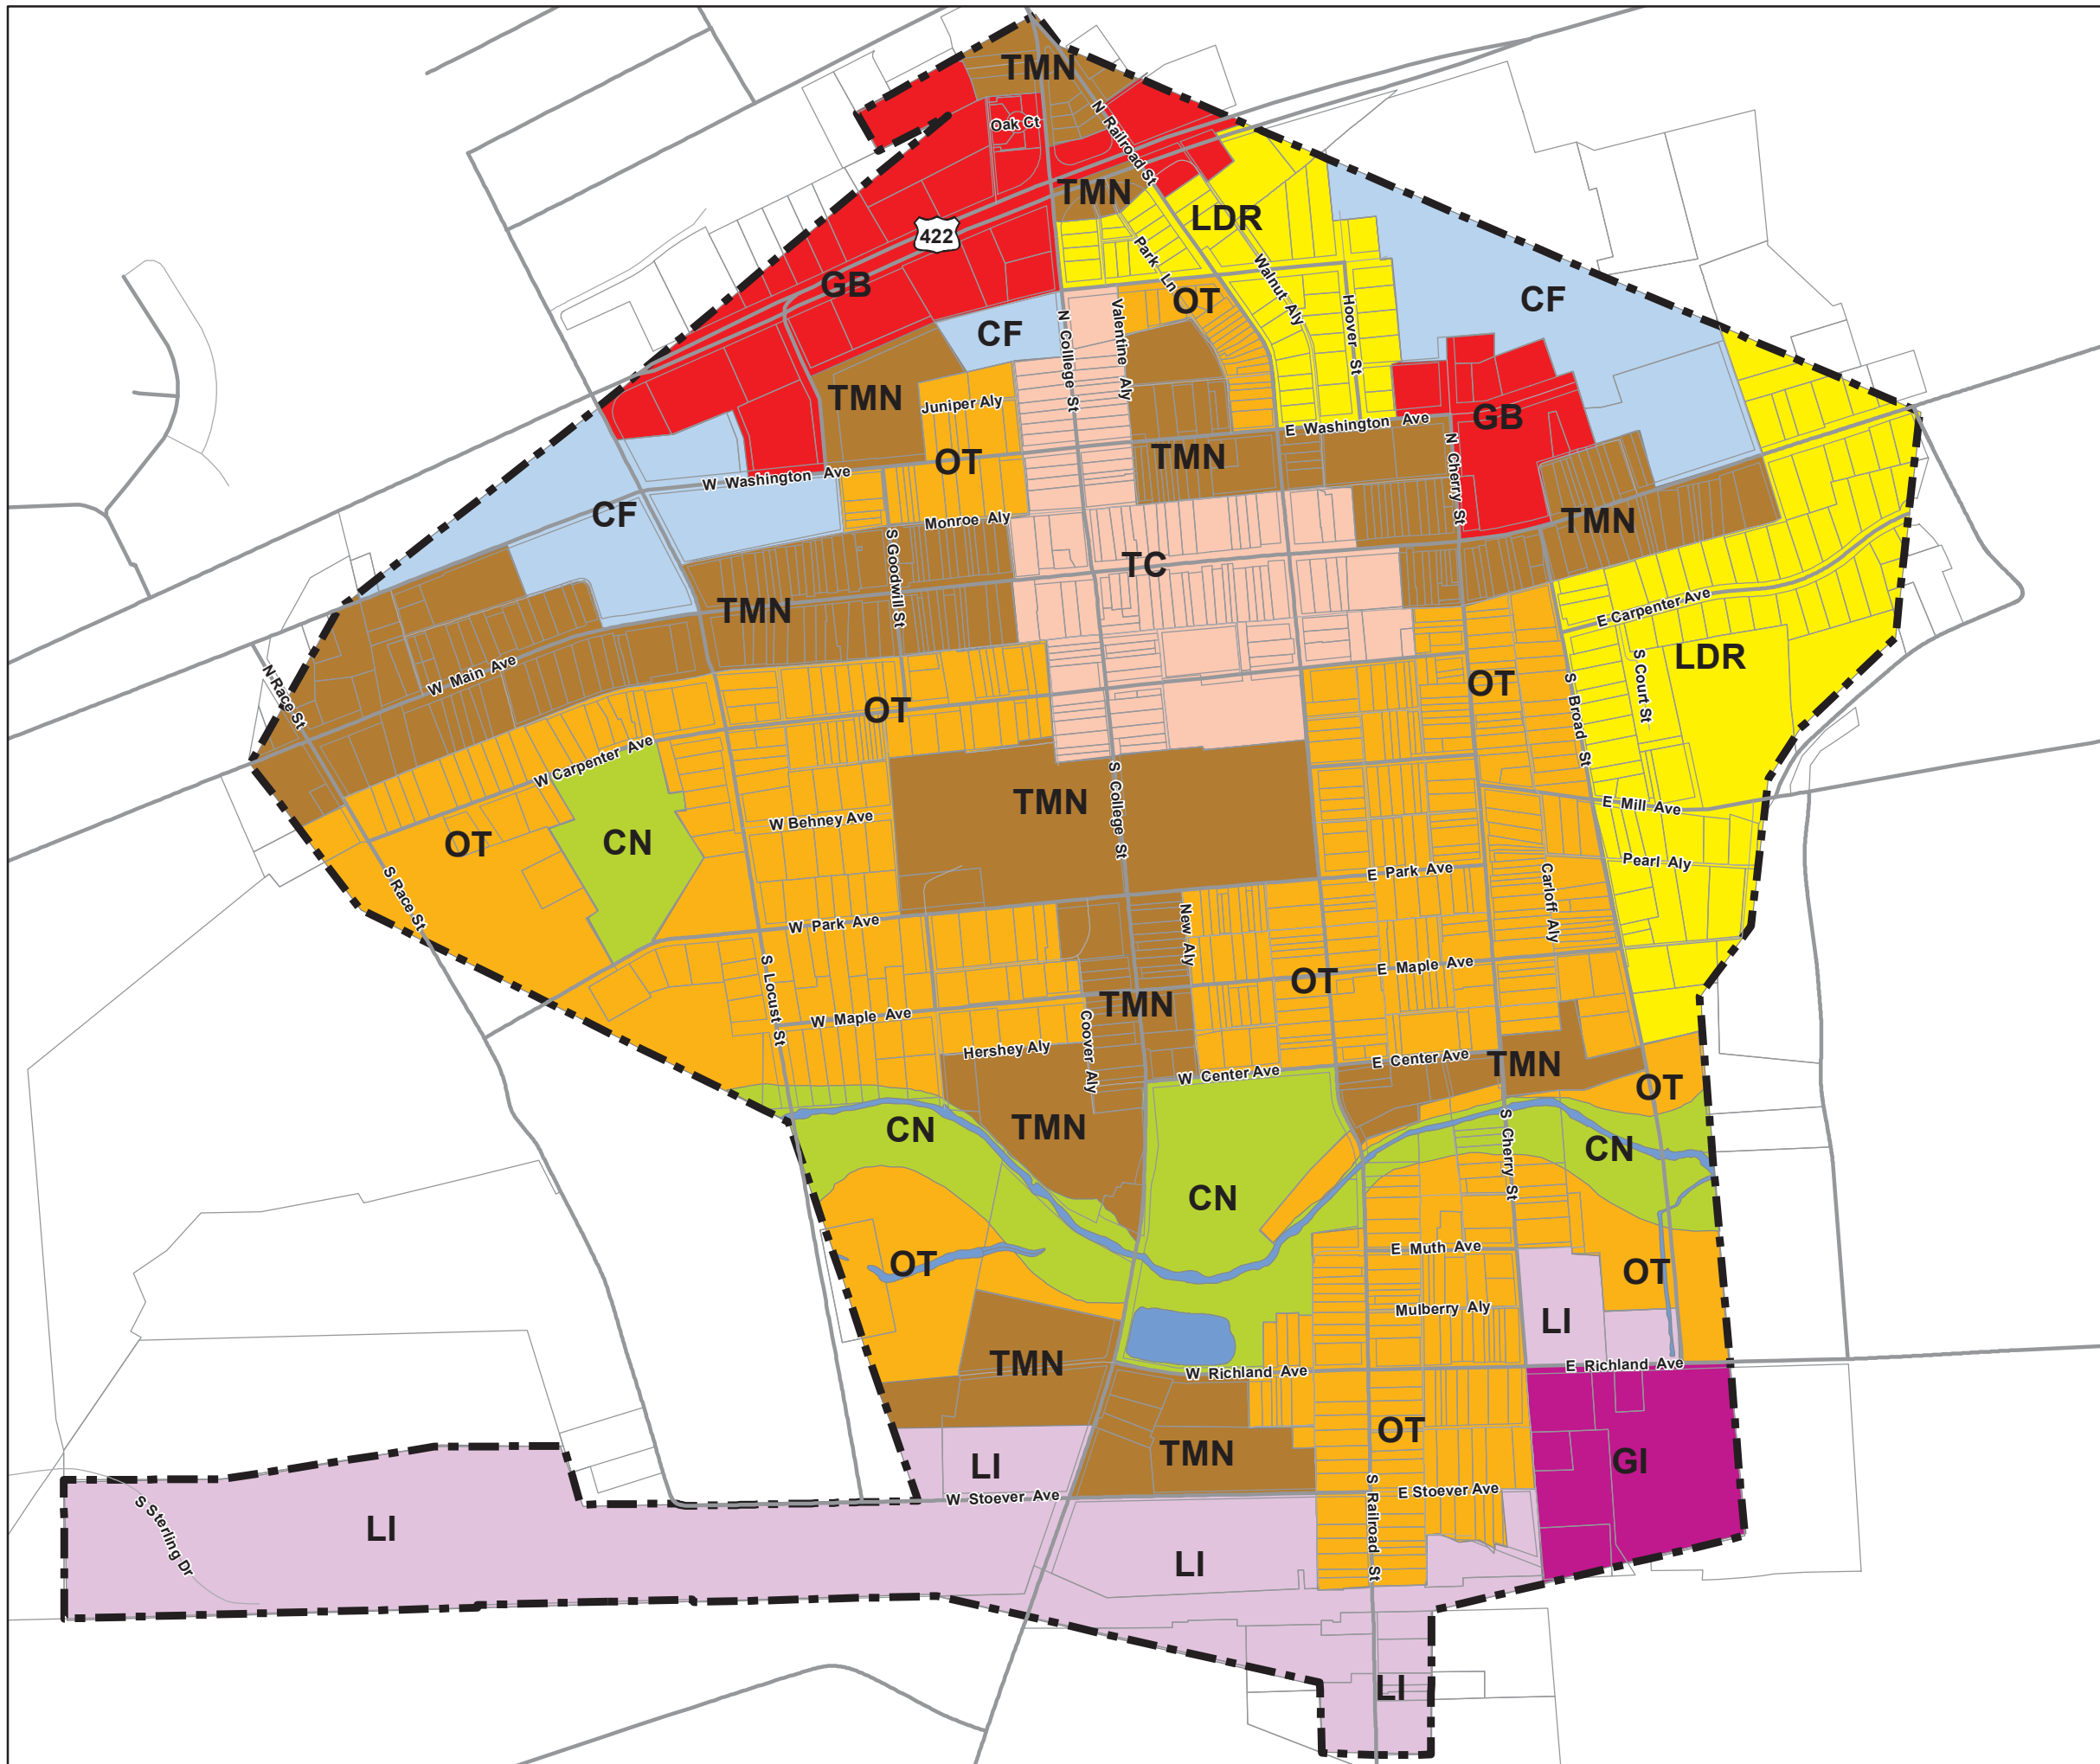 TMN
Oak Ct
N Railroad St
TMN
LDR
422
Park Ln
Walnut Aly
GB
OT
CF
Valentine Aly
Hoover St
CF
N College St
TMN
Juniper Aly
GB
E Washington Ave
OT
TMN
N Cherry St
W Washington Ave
CF
Monroe Aly
TMN
S Goodwill St
TC
TMN
E Carpenter Ave
W Main Ave
N Race St
OT
OT
S Court St
LDR
S Broad St
W Carpenter Ave
TMN
S College St
E Mill Ave
W Behney Ave
OT
CN
Pearl Aly
E Park Ave
Carloff Aly
S Race St
W Park Ave
New Aly
OT
E Maple Ave
S Locust St
TMN
W Maple Ave
Coover Aly
Hershey Aly
E Center Ave
TMN
W Center Ave
OT
CN
TMN
S Cherry St
CN
CN
E Muth Ave
OT
OT
Mulberry Aly
LI
TMN
E Richland Ave
W Richland Ave
OT
TMN
GI
LI
E Stoever Ave
W Stoever Ave
S Railroad St
S Sterling Dr
LI
LI
LI